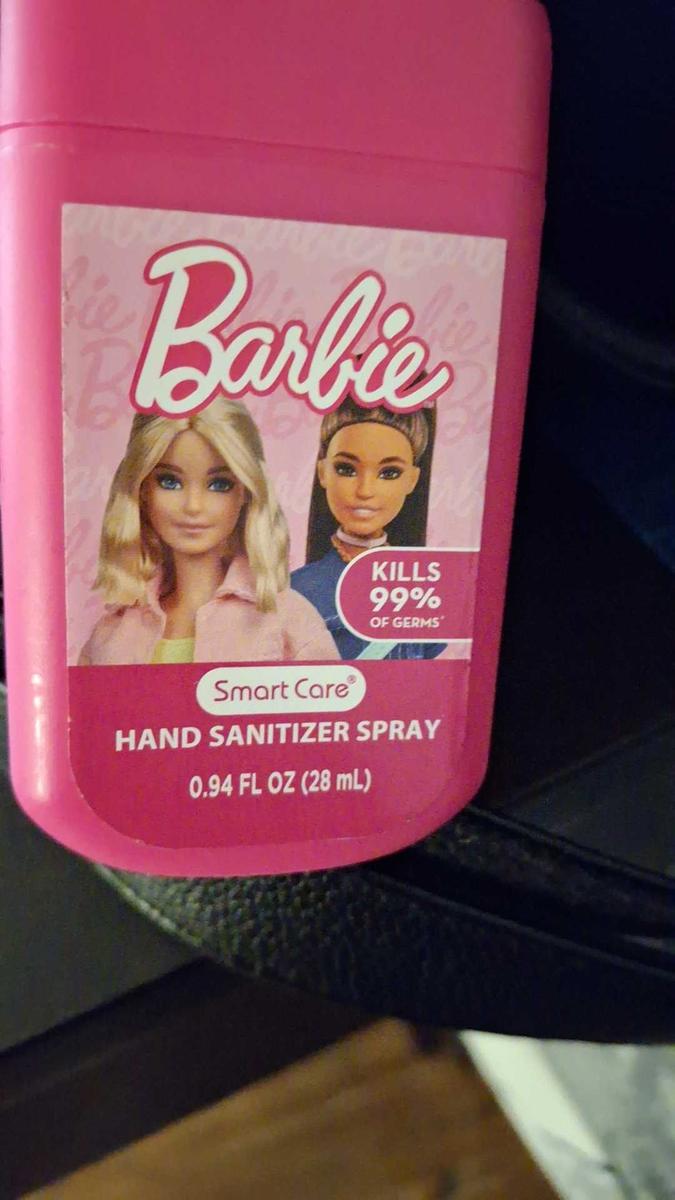 Barbie
KILLS
99%
OF GERMS*
Smart Care®
HAND SANITIZER SPRAY
0.94 FL OZ (28 mL)